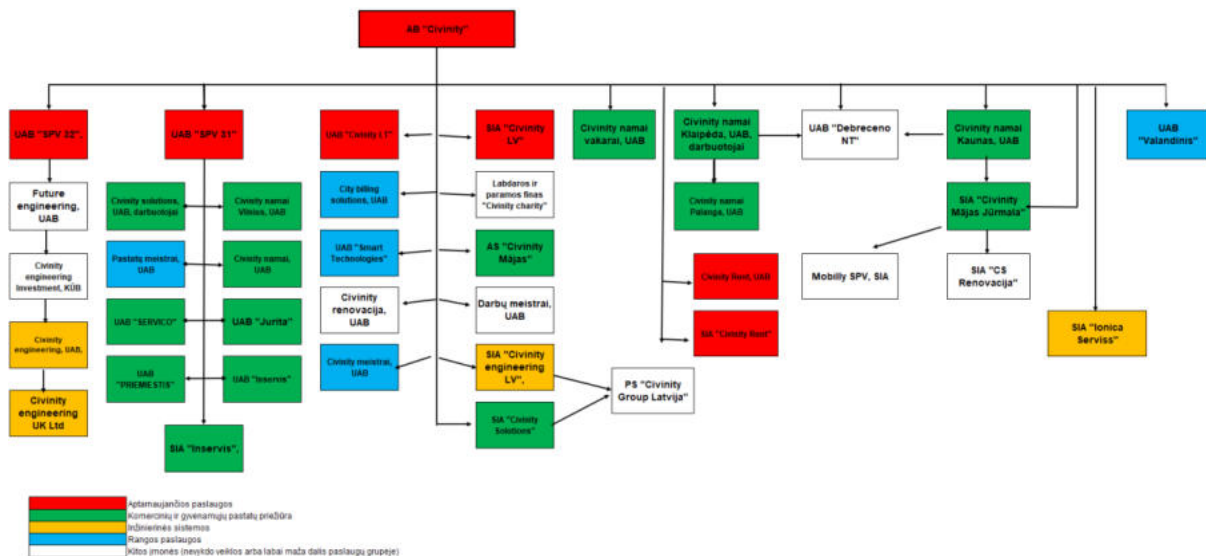 AB "Civinity"
UAB "SPV 32",
UAB "SPV 31"
UAB "Civinity LT"
SIA "Civinity
LV"
Civinity namai
vakarai, UAB
Civinity namai
Klaipėda, UAB,
darbuotojai
UAB "Debreceno
NT"
Civinity namai
Kaunas, UAB
UAB
"Valandinis"
Future
engineering,
UAB
Civinity solutions,
UAB, darbuotojai
Civinity namai
Vilnius, UAB
City billing
solutions, UAB
Labdaros ir
paramos finas
"Civinity charity"
Civinity namai
Palanga, UAB
SIA "Civinity
Mājas Jūrmala"
Civinity
engineering
Investment, KŪB
Pastatų meistrai,
UAB
Civinity namai,
UAB
UAB "Smart
Technologies"
AS "Civinity
Mājas"
Civinity Rent, UAB
Mobilly SPV, SIA
SIA "CS
Renovacija"
Civinity
engineering, UAB,
UAB "SERVICO"
UAB "Jurita"
Civinity
renovacija,
UAB
Darbų meistrai,
UAB
SIA "Civinity Rent"
SIA "Ionica
Serviss"
Civinity
engineering
UK Ltd
UAB
"PRIEMESTIS"
UAB "Inservis"
Civinity meistrai,
UAB
SIA "Civinity
engineering
LV",
PS "Civinity
Group Latvija"
SIA "Civinity
Solutions"
SIA "Inservis",
Aptarnaujančios paslaugos
Komercinių ir gyvenamųjų pastatų priežiūra
Inžinierinės sistemos
Rangos paslaugos
Kitos įmonės (nevykdo veiklos arba labai maža dalis paslaugų grupėje)